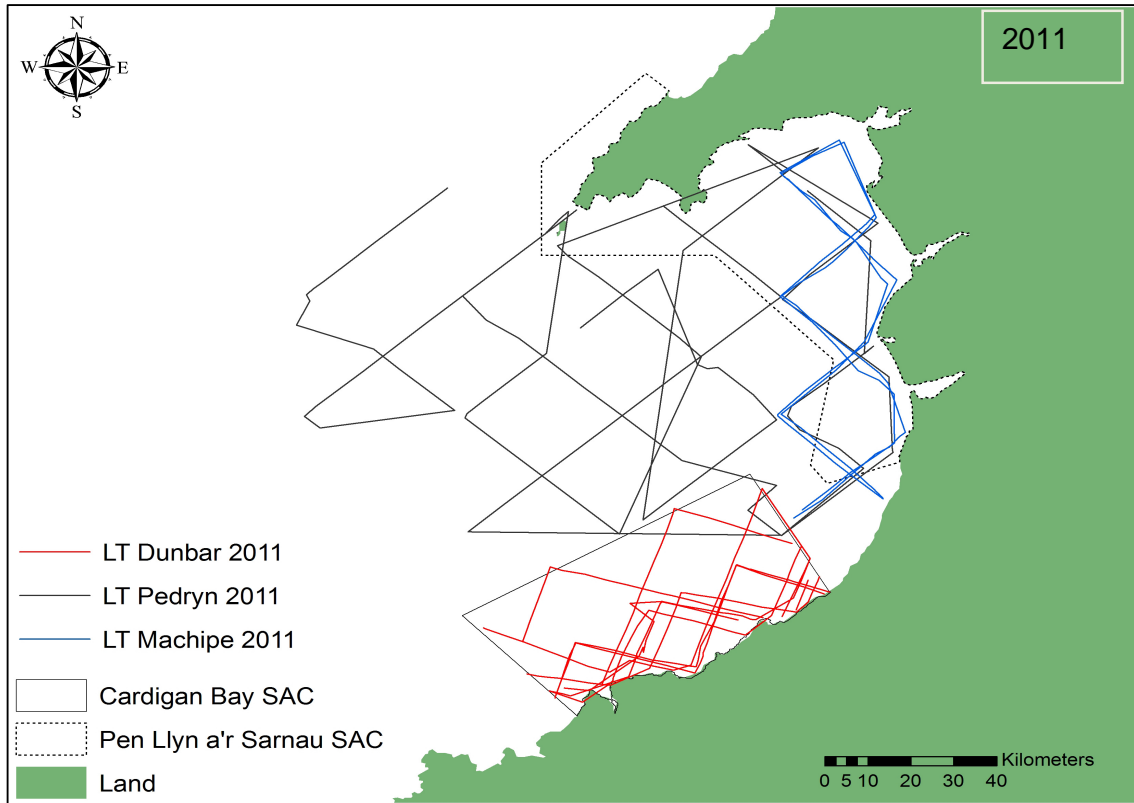 2011
N
W E
S
LT Dunbar 2011
LT Pedryn 2011
LT Machipe 2011
Cardigan Bay SAC
Pen Llyn a'r Sarnau SAC
Land
Kilometers
0 5 10 20 30 40